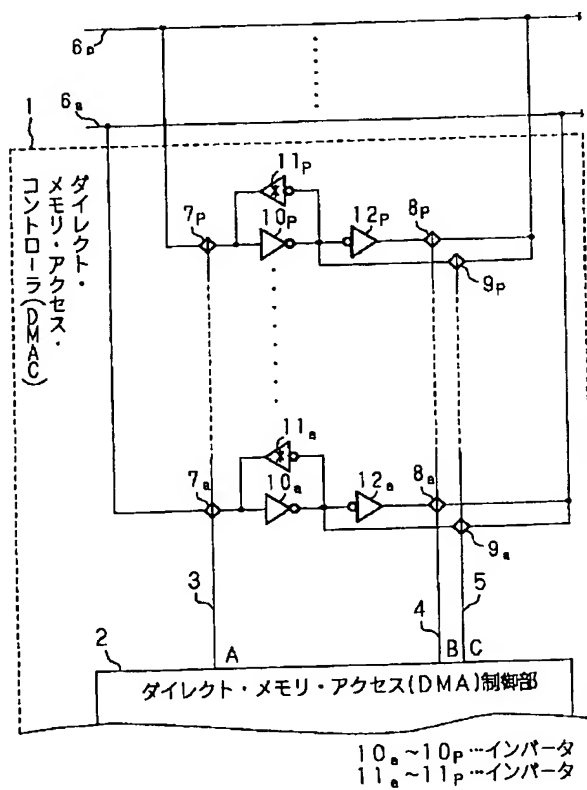 6p
6a
1
ダイレクト・
メモリ・アクセス・
コントローラ(DMAC)
11p
7p
10p
12p
8p
9p
11a
7a
10a
12a
8a
9a
3
4
5
2
A
B
C
ダイレクト・メモリ・アクセス(DMA)制御部
10a~10p…インバータ
11a~11p…インバータ